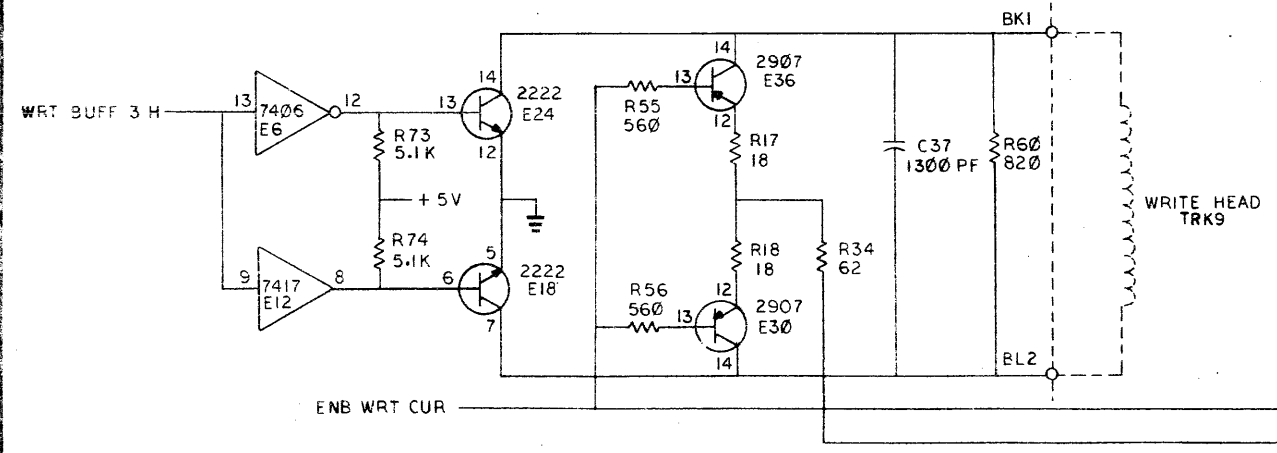 BK1
14
2907
E36
13
12
R55
560
WRT BUFF 3 H
13
7406
E6
12
13
14
2222
E24
12
R73
5.1K
+5V
R74
5.1K
R17
18
C37
1300 PF
R60
820
WRITE HEAD
TRK9
9
7417
E12
8
6
5
2222
E18
7
R18
18
R34
62
R56
560
13
12
2907
E30
14
BL2
ENB WRT CUR